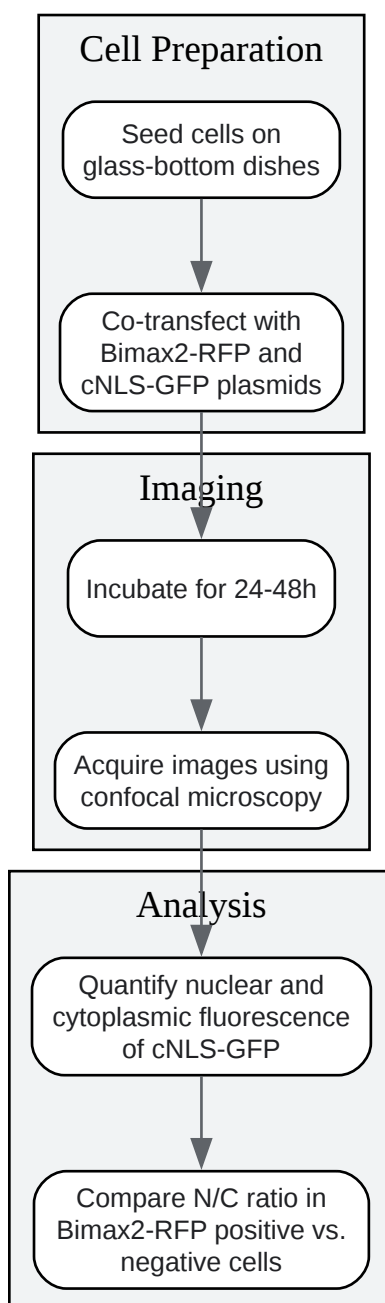 Cell Preparation
Seed cells on
glass-bottom dishes
Co-transfect with
Bimax2-RFP and
cNLS-GFP plasmids
Imaging
Incubate for 24-48h
Acquire images using
confocal microscopy
Analysis
Quantify nuclear and
cytoplasmic fluorescence
of cNLS-GFP
Compare N/C ratio in
Bimax2-RFP positive vs.
negative cells